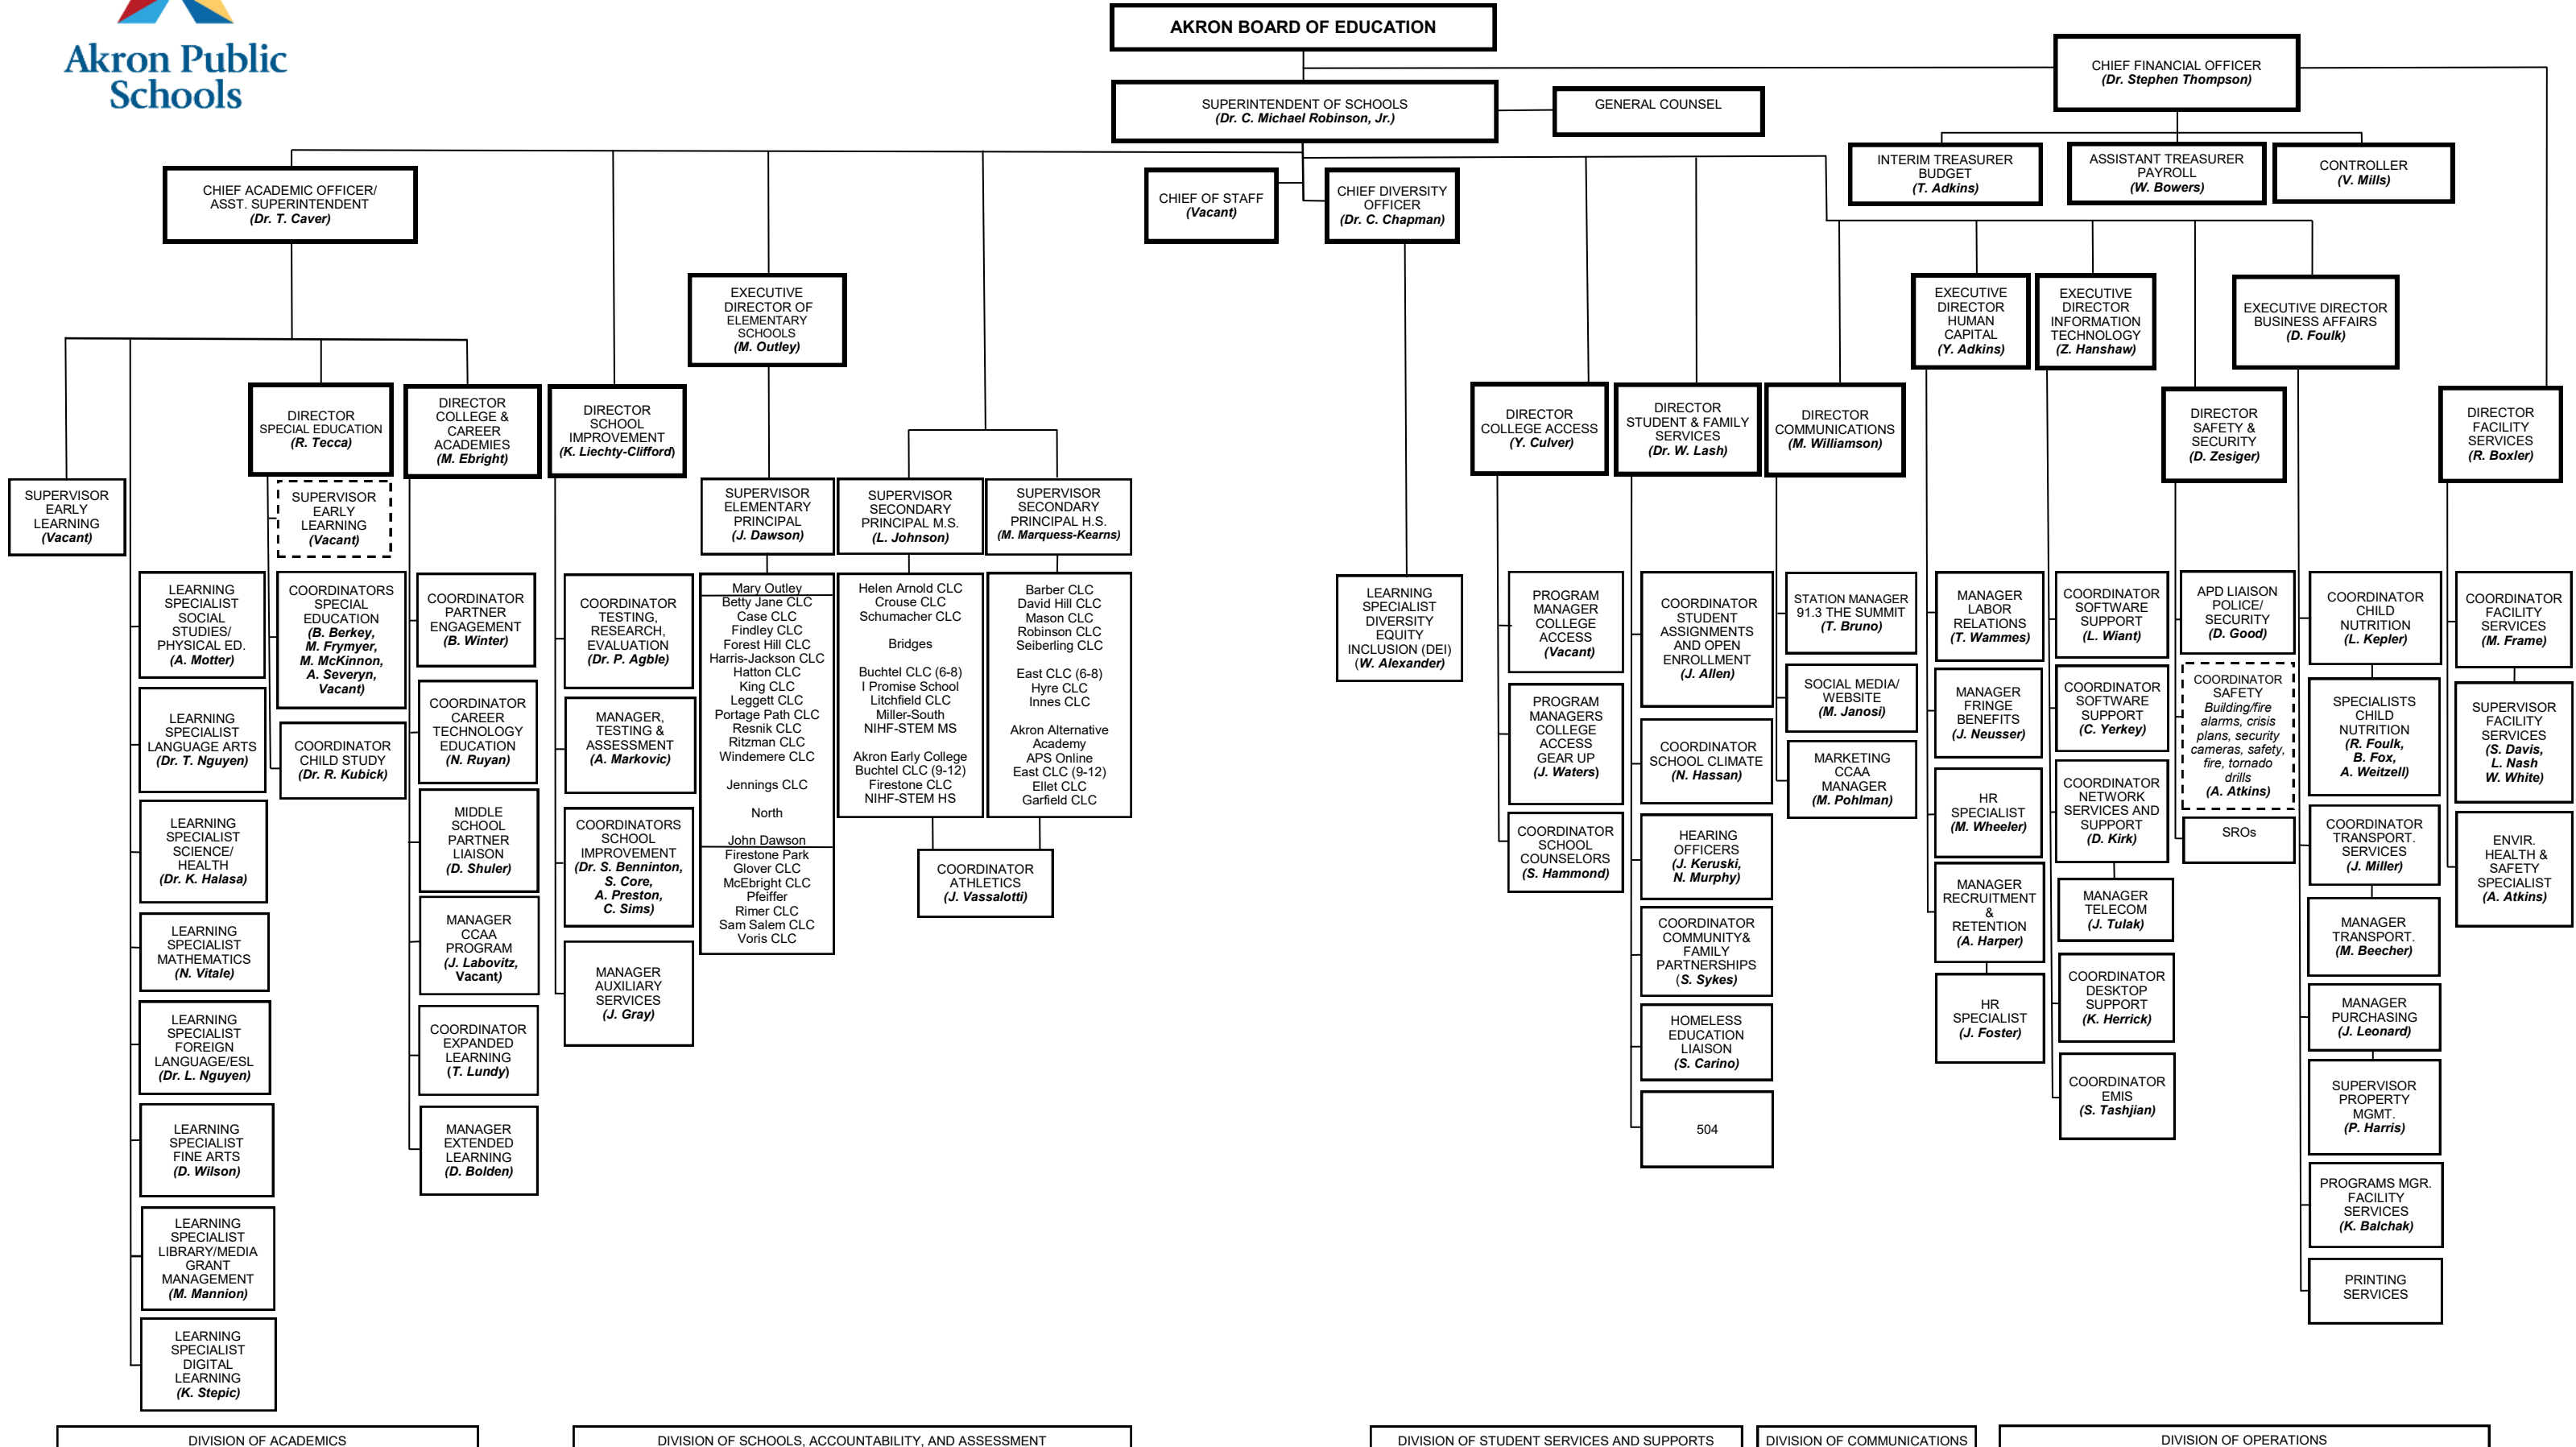 Akron Public
Schools
AKRON BOARD OF EDUCATION
CHIEF FINANCIAL OFFICER
(Dr. Stephen Thompson)
SUPERINTENDENT OF SCHOOLS
(Dr. C. Michael Robinson, Jr.)
GENERAL COUNSEL
INTERIM TREASURER
BUDGET
(T. Adkins)
ASSISTANT TREASURER
PAYROLL
(W. Bowers)
CONTROLLER
(V. Mills)
CHIEF ACADEMIC OFFICER/
ASST. SUPERINTENDENT
(Dr. T. Caver)
CHIEF OF STAFF
(Vacant)
CHIEF DIVERSITY
OFFICER
(Dr. C. Chapman)
EXECUTIVE
DIRECTOR OF
ELEMENTARY
SCHOOLS
(M. Outley)
EXECUTIVE
DIRECTOR
HUMAN
CAPITAL
(Y. Adkins)
EXECUTIVE
DIRECTOR
INFORMATION
TECHNOLOGY
(Z. Hanshaw)
EXECUTIVE DIRECTOR
BUSINESS AFFAIRS
(D. Foulk)
DIRECTOR
SPECIAL EDUCATION
(R. Tecca)
DIRECTOR
COLLEGE &
CAREER
ACADEMIES
(M. Ebright)
DIRECTOR
SCHOOL
IMPROVEMENT
(K. Liechty-Clifford)
DIRECTOR
COLLEGE ACCESS
(Y. Culver)
DIRECTOR
STUDENT & FAMILY
SERVICES
(Dr. W. Lash)
DIRECTOR
COMMUNICATIONS
(M. Williamson)
DIRECTOR
SAFETY &
SECURITY
(D. Zesiger)
DIRECTOR
FACILITY
SERVICES
(R. Boxler)
SUPERVISOR
EARLY
LEARNING
(Vacant)
SUPERVISOR
EARLY
LEARNING
(Vacant)
SUPERVISOR
ELEMENTARY
PRINCIPAL
(J. Dawson)
SUPERVISOR
SECONDARY
PRINCIPAL M.S.
(L. Johnson)
SUPERVISOR
SECONDARY
PRINCIPAL H.S.
(M. Marquess-Kearns)
LEARNING
SPECIALIST
SOCIAL
STUDIES/
PHYSICAL ED.
(A. Motter)
LEARNING
SPECIALIST
LANGUAGE ARTS
(Dr. T. Nguyen)
LEARNING
SPECIALIST
SCIENCE/
HEALTH
(Dr. K. Halasa)
LEARNING
SPECIALIST
MATHEMATICS
(N. Vitale)
LEARNING
SPECIALIST
FOREIGN
LANGUAGE/ESL
(Dr. L. Nguyen)
LEARNING
SPECIALIST
FINE ARTS
(D. Wilson)
LEARNING
SPECIALIST
LIBRARY/MEDIA
GRANT
MANAGEMENT
(M. Mannion)
LEARNING
SPECIALIST
DIGITAL
LEARNING
(K. Stepic)
COORDINATORS
SPECIAL
EDUCATION
(B. Berkey,
M. Frymyer,
M. McKinnon,
A. Severyn,
Vacant)
COORDINATOR
CHILD STUDY
(Dr. R. Kubick)
COORDINATOR
PARTNER
ENGAGEMENT
(B. Winter)
COORDINATOR
CAREER
TECHNOLOGY
EDUCATION
(N. Ruyan)
MIDDLE
SCHOOL
PARTNER
LIAISON
(D. Shuler)
MANAGER
CCAA
PROGRAM
(J. Labovitz,
Vacant)
COORDINATOR
EXPANDED
LEARNING
(T. Lundy)
MANAGER
EXTENDED
LEARNING
(D. Bolden)
COORDINATOR
TESTING,
RESEARCH,
EVALUATION
(Dr. P. Agble)
MANAGER,
TESTING &
ASSESSMENT
(A. Markovic)
COORDINATORS
SCHOOL
IMPROVEMENT
(Dr. S. Benninton,
S. Core,
A. Preston,
C. Sims)
MANAGER
AUXILIARY
SERVICES
(J. Gray)
Mary Outley
Betty Jane CLC
Case CLC
Findley CLC
Forest Hill CLC
Harris-Jackson CLC
Hatton CLC
King CLC
Leggett CLC
Portage Path CLC
Resnik CLC
Ritzman CLC
Windemere CLC
Jennings CLC
North
John Dawson
Firestone Park
Glover CLC
McEbright CLC
Pfeiffer
Rimer CLC
Sam Salem CLC
Voris CLC
Helen Arnold CLC
Crouse CLC
Schumacher CLC
Bridges
Buchtel CLC (6-8)
I Promise School
Litchfield CLC
Miller-South
NIHF-STEM MS
Akron Early College
Buchtel CLC (9-12)
Firestone CLC
NIHF-STEM HS
Barber CLC
David Hill CLC
Mason CLC
Robinson CLC
Seiberling CLC
East CLC (6-8)
Hyre CLC
Innes CLC
Akron Alternative
Academy
APS Online
East CLC (9-12)
Ellet CLC
Garfield CLC
COORDINATOR
ATHLETICS
(J. Vassalotti)
LEARNING
SPECIALIST
DIVERSITY
EQUITY
INCLUSION (DEI)
(W. Alexander)
PROGRAM
MANAGER
COLLEGE
ACCESS
(Vacant)
PROGRAM
MANAGERS
COLLEGE
ACCESS
GEAR UP
(J. Waters)
COORDINATOR
SCHOOL
COUNSELORS
(S. Hammond)
COORDINATOR
STUDENT
ASSIGNMENTS
AND OPEN
ENROLLMENT
(J. Allen)
COORDINATOR
SCHOOL CLIMATE
(N. Hassan)
HEARING
OFFICERS
(J. Keruski,
N. Murphy)
COORDINATOR
COMMUNITY&
FAMILY
PARTNERSHIPS
(S. Sykes)
HOMELESS
EDUCATION
LIAISON
(S. Carino)
504
STATION MANAGER
91.3 THE SUMMIT
(T. Bruno)
SOCIAL MEDIA/
WEBSITE
(M. Janosi)
MARKETING
CCAA
MANAGER
(M. Pohlman)
MANAGER
LABOR
RELATIONS
(T. Wammes)
MANAGER
FRINGE
BENEFITS
(J. Neusser)
HR
SPECIALIST
(M. Wheeler)
MANAGER
RECRUITMENT
&
RETENTION
(A. Harper)
HR
SPECIALIST
(J. Foster)
COORDINATOR
SOFTWARE
SUPPORT
(L. Wiant)
COORDINATOR
SOFTWARE
SUPPORT
(C. Yerkey)
COORDINATOR
NETWORK
SERVICES AND
SUPPORT
(D. Kirk)
MANAGER
TELECOM
(J. Tulak)
COORDINATOR
DESKTOP
SUPPORT
(K. Herrick)
COORDINATOR
EMIS
(S. Tashjian)
APD LIAISON
POLICE/
SECURITY
(D. Good)
COORDINATOR
SAFETY
Building/fire
alarms, crisis
plans, security
cameras, safety,
fire, tornado
drills
(A. Atkins)
SROs
COORDINATOR
CHILD
NUTRITION
(L. Kepler)
SPECIALISTS
CHILD
NUTRITION
(R. Foulk,
B. Fox,
A. Weitzell)
COORDINATOR
TRANSPORT.
SERVICES
(J. Miller)
MANAGER
TRANSPORT.
(M. Beecher)
MANAGER
PURCHASING
(J. Leonard)
SUPERVISOR
PROPERTY
MGMT.
(P. Harris)
PROGRAMS MGR.
FACILITY
SERVICES
(K. Balchak)
PRINTING
SERVICES
COORDINATOR
FACILITY
SERVICES
(M. Frame)
SUPERVISOR
FACILITY
SERVICES
(S. Davis,
L. Nash
W. White)
ENVIR.
HEALTH &
SAFETY
SPECIALIST
(A. Atkins)
DIVISION OF ACADEMICS
DIVISION OF SCHOOLS, ACCOUNTABILITY, AND ASSESSMENT
DIVISION OF STUDENT SERVICES AND SUPPORTS
DIVISION OF COMMUNICATIONS
DIVISION OF OPERATIONS